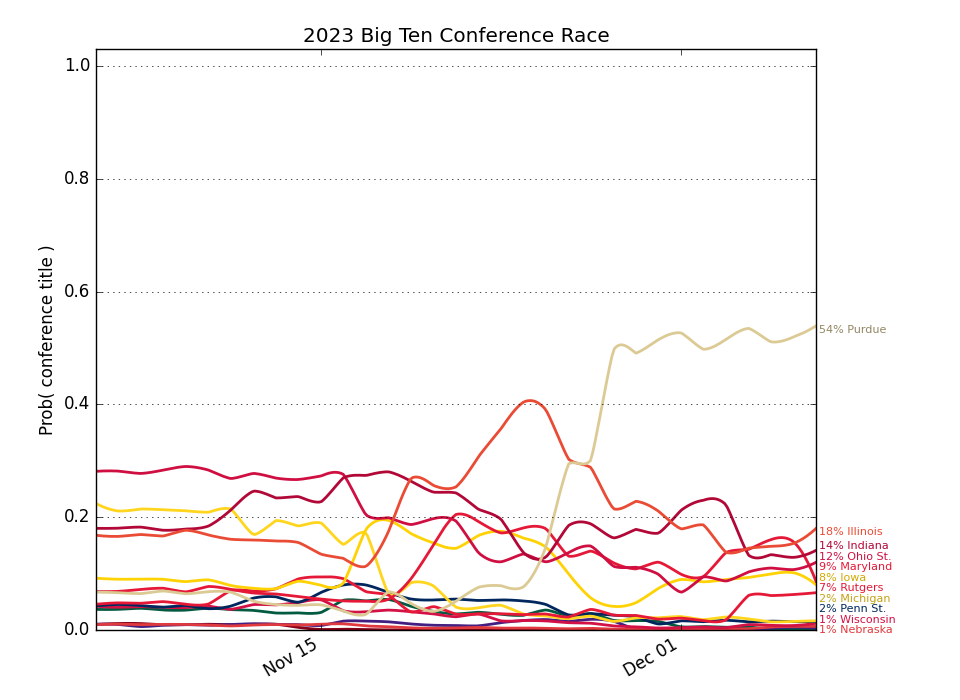 2023 Big Ten Conference Race
Prob( conference title )
1.0
0.8
0.6
0.4
0.2
0.0
Nov 15
Dec 01
54% Purdue
18% Illinois
14% Indiana
12% Ohio St.
9% Maryland
8% Iowa
7% Rutgers
2% Michigan
2% Penn St.
1% Wisconsin
1% Nebraska